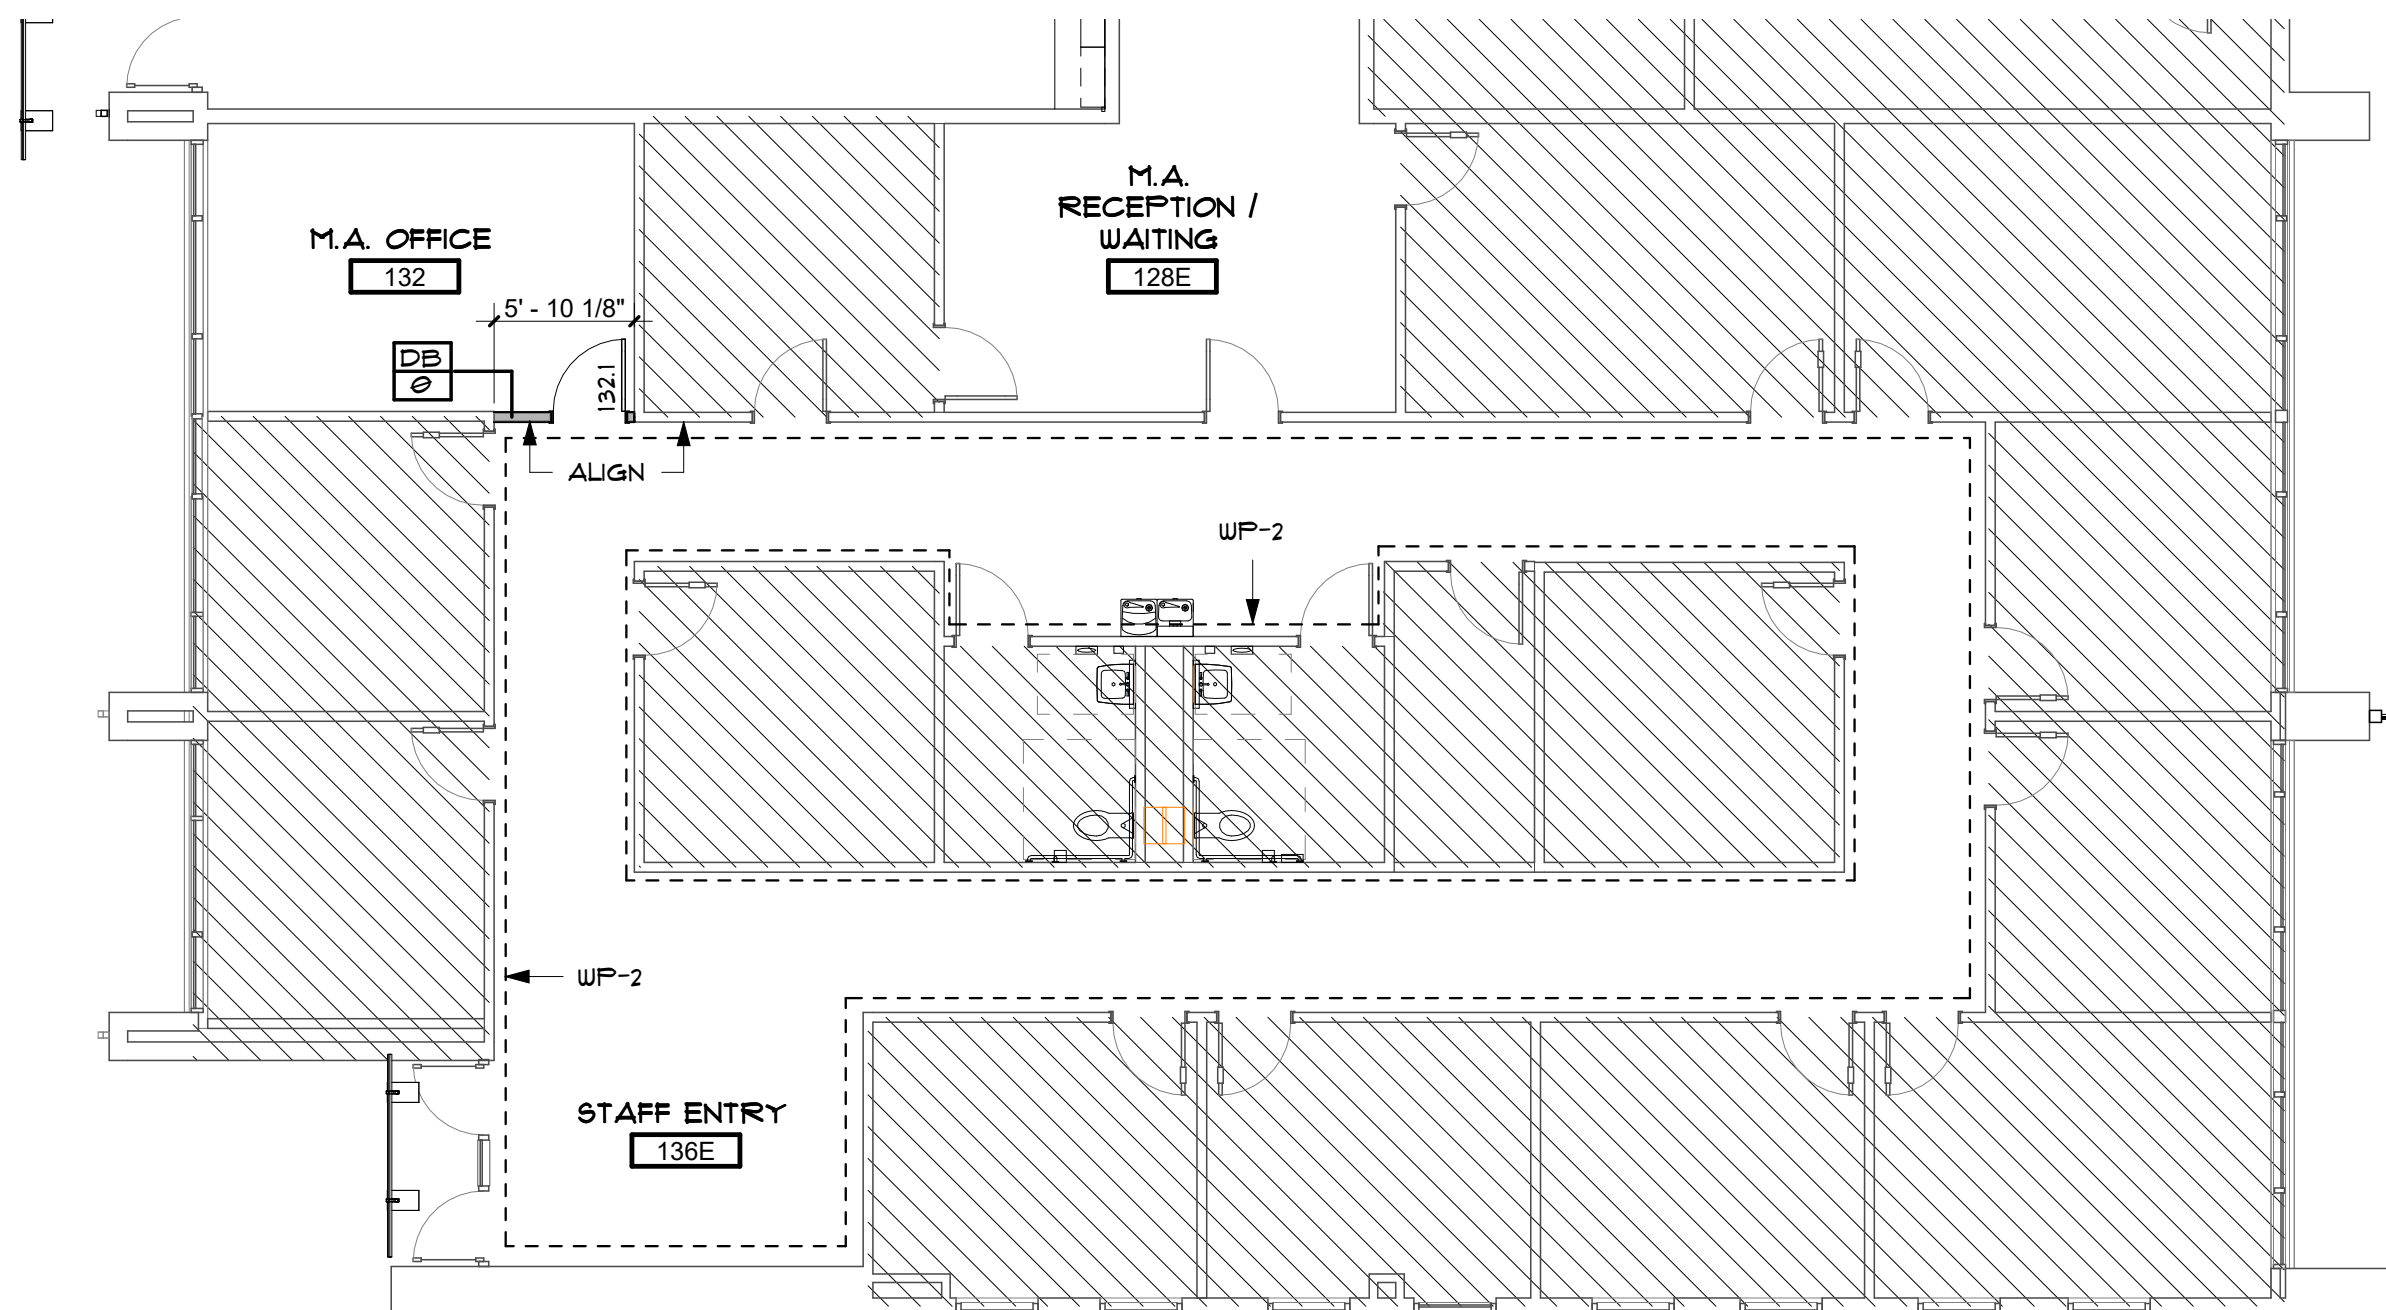 M.A.
RECEPTION /
WAITING
128E
M.A. OFFICE
132
5' - 10 1/8"
DB
0
132.1
ALIGN
WP-2
WP-2
STAFF ENTRY
136E